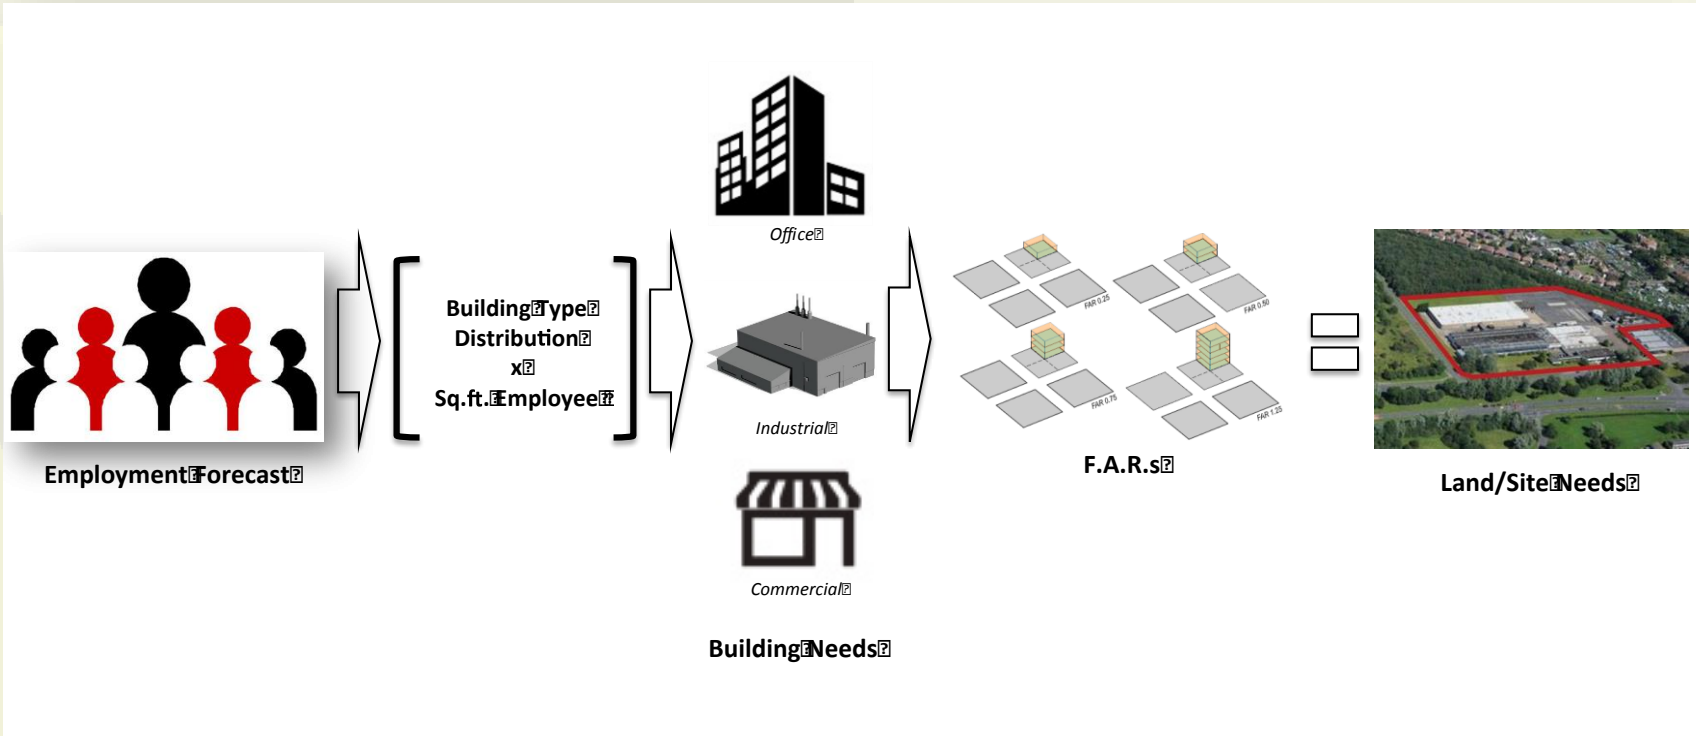 Employment Forecast
Building Type
Distribution
x
Sq.ft. Employee
Office
Industrial
Commercial
Building Needs
FAR 0.25
FAR 0.50
FAR 0.75
FAR 1.25
F.A.R.s
Land/Site Needs